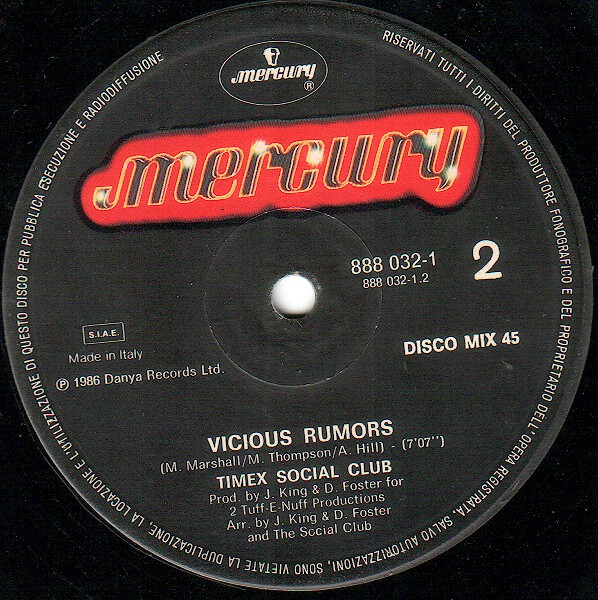 mercury ®
mercury
888 032-1
888 032-1.2
2
S.I.A.E.
Made in Italy
Ⓟ 1986 Danya Records Ltd.
DISCO MIX 45
VICIOUS RUMORS
(M. Marshall/M. Thompson/A. Hill) - (7'07'')
TIMEX SOCIAL CLUB
Prod. by J. King & D. Foster for
2 Tuff-E-Nuff Productions
Arr. by J. King & D. Foster
and The Social Club
RISERVATI TUTTI I DIRITTI DEL PRODUTTORE FONOGRAFICO E DEL PROPRIETARIO DELL'OPERA REGISTRATA. SALVO AUTORIZZAZIONI, SONO VIETATE LA DUPLICAZIONE, LA LOCAZIONE E L'UTILIZZAZIONE DI QUESTO DISCO PER PUBBLICA ESECUZIONE E RADIODIFFUSIONE